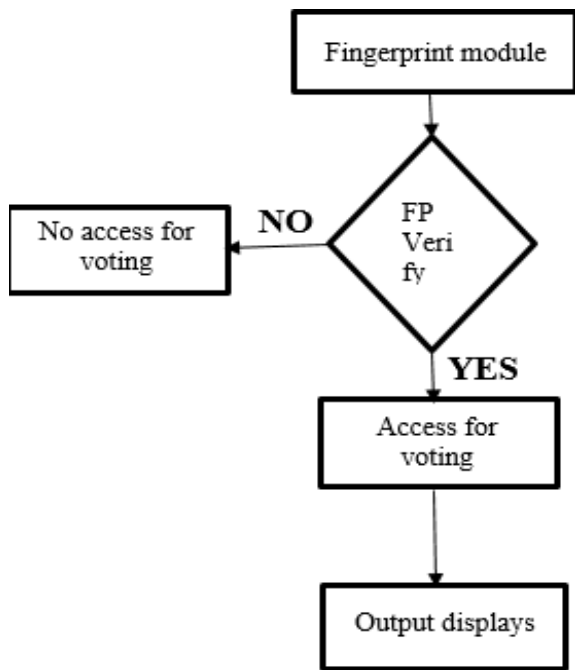 Fingerprint module
FP
Veri
fy
NO
No access for
voting
YES
Access for
voting
Output displays